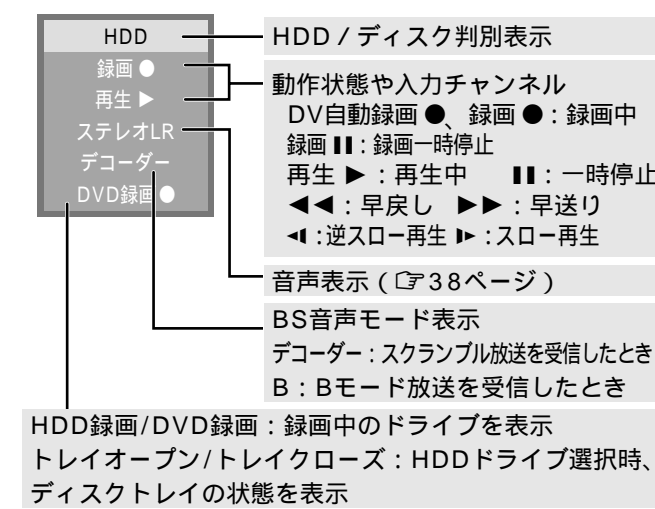 HDD
録画 ●
再生 ▶
ステレオLR
デコーダー
DVD録画 ●
HDD / ディスク判別表示
動作状態や入力チャンネル
DV自動録画 ●、録画 ●：録画中
録画 ❚❚：録画一時停止
再生 ▶：再生中　❚❚：一時停止
◀◀：早戻し　▶▶：早送り
◀❙：逆スロー再生 ❙▶：スロー再生
音声表示（☞38ページ）
BS音声モード表示
デコーダー：スクランブル放送を受信したとき
B：Bモード放送を受信したとき
HDD録画/DVD録画：録画中のドライブを表示
トレイオープン/トレイクローズ：HDDドライブ選択時、
ディスクトレイの状態を表示